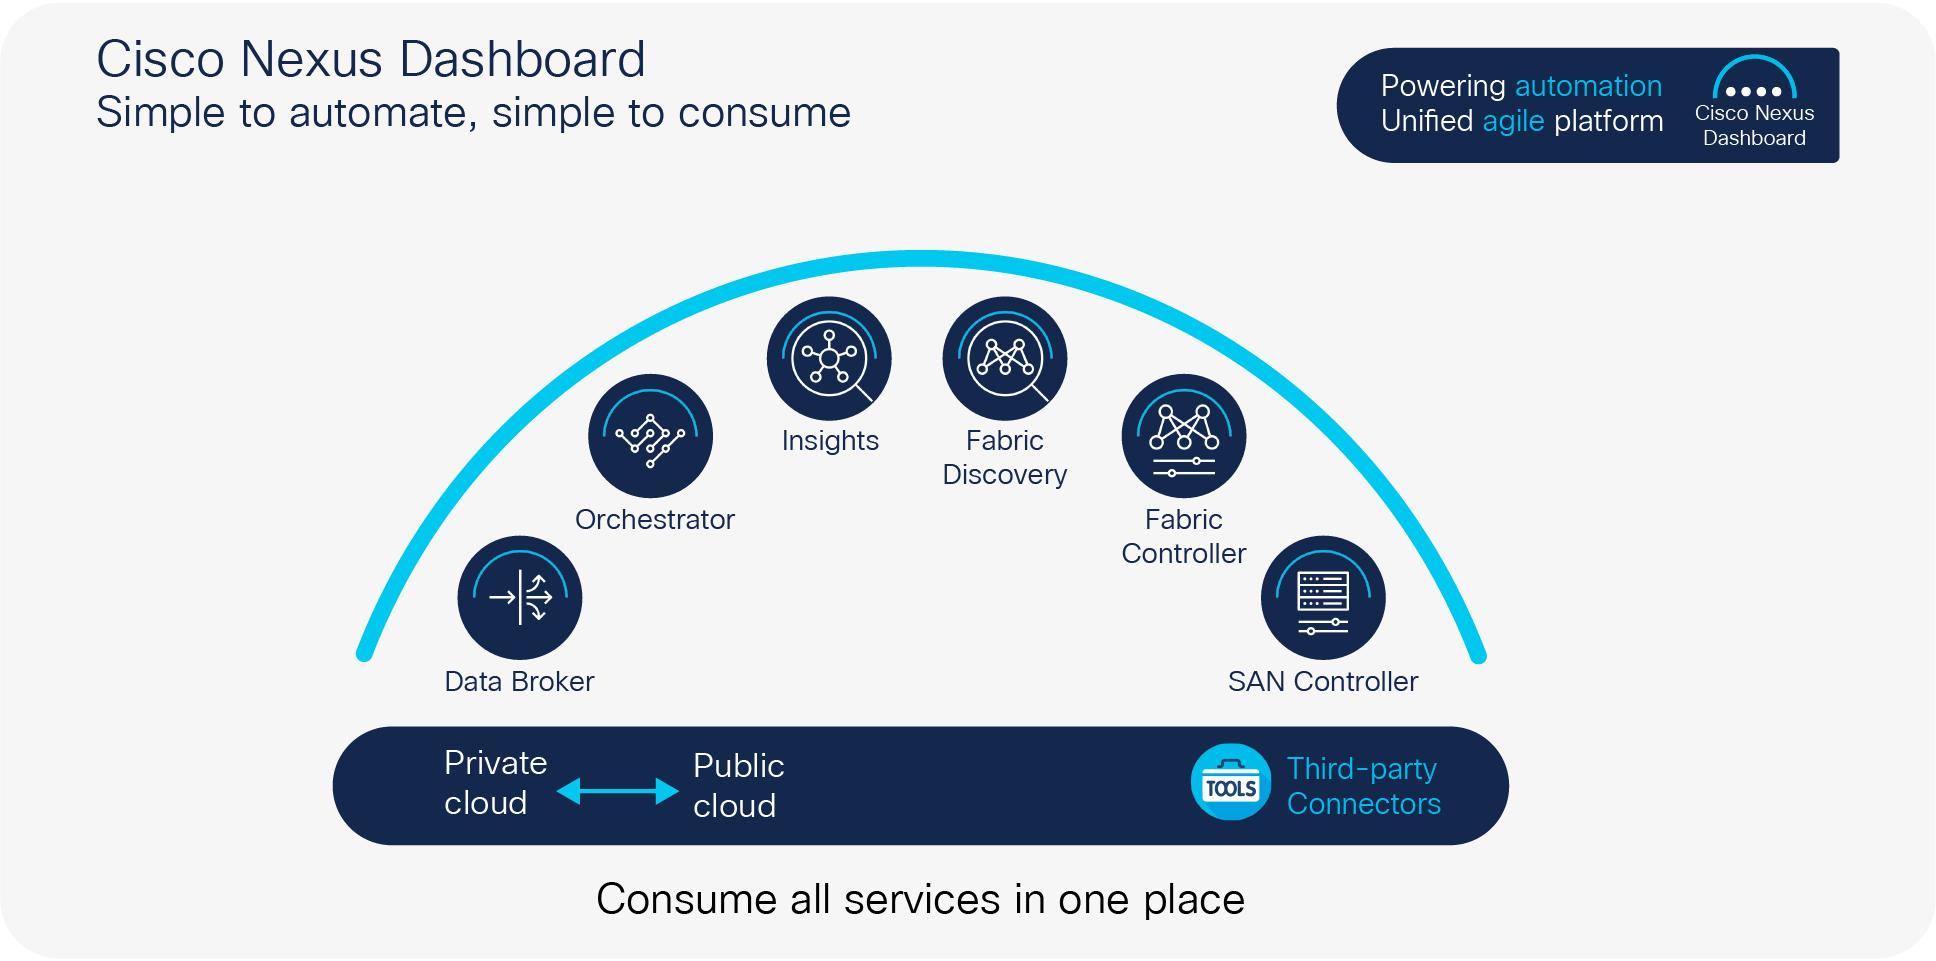 Cisco Nexus Dashboard
Simple to automate, simple to consume
Powering automation
Unified agile platform
Cisco Nexus
Dashboard
Insights
Fabric
Discovery
Orchestrator
Fabric
Controller
Data Broker
SAN Controller
Private
cloud
Public
cloud
TOOLS
Third-party
Connectors
Consume all services in one place